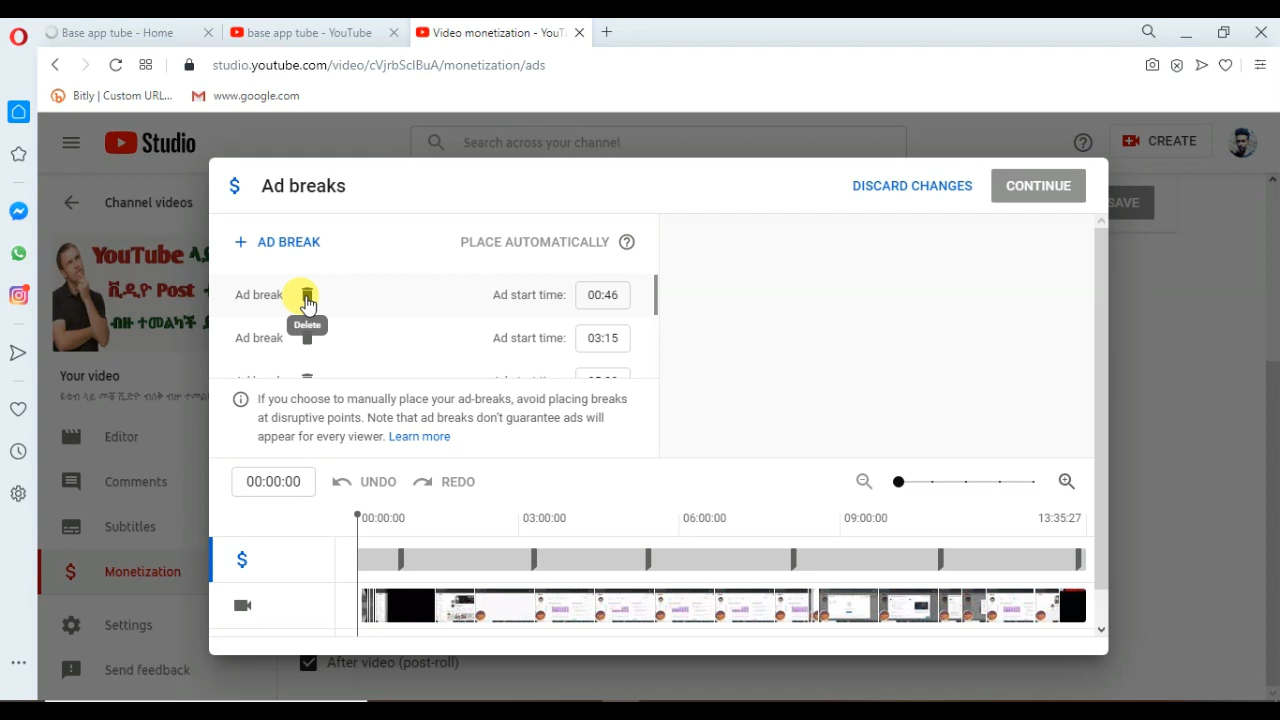 Base app tube - Home
base app tube - YouTube
Video monetization - YouT
studio.youtube.com/video/cVjrbSclBuA/monetization/ads
Bitly | Custom URL...
www.google.com
Studio
Search across your channel
CREATE
Channel videos
Ad breaks
DISCARD CHANGES
CONTINUE
SAVE
AD BREAK
PLACE AUTOMATICALLY
YouTube ላይ
ቪዲዮ Post
ብዙ ተመልካች
Ad break
Ad start time:
00:46
Delete
Ad break
Ad start time:
03:15
Your video
If you choose to manually place your ad-breaks, avoid placing breaks
at disruptive points. Note that ad breaks don't guarantee ads will
appear for every viewer. Learn more
Editor
Comments
Subtitles
Monetization
Settings
Send feedback
00:00:00
UNDO
REDO
00:00:00
03:00:00
06:00:00
09:00:00
13:35:27
After video (post-roll)